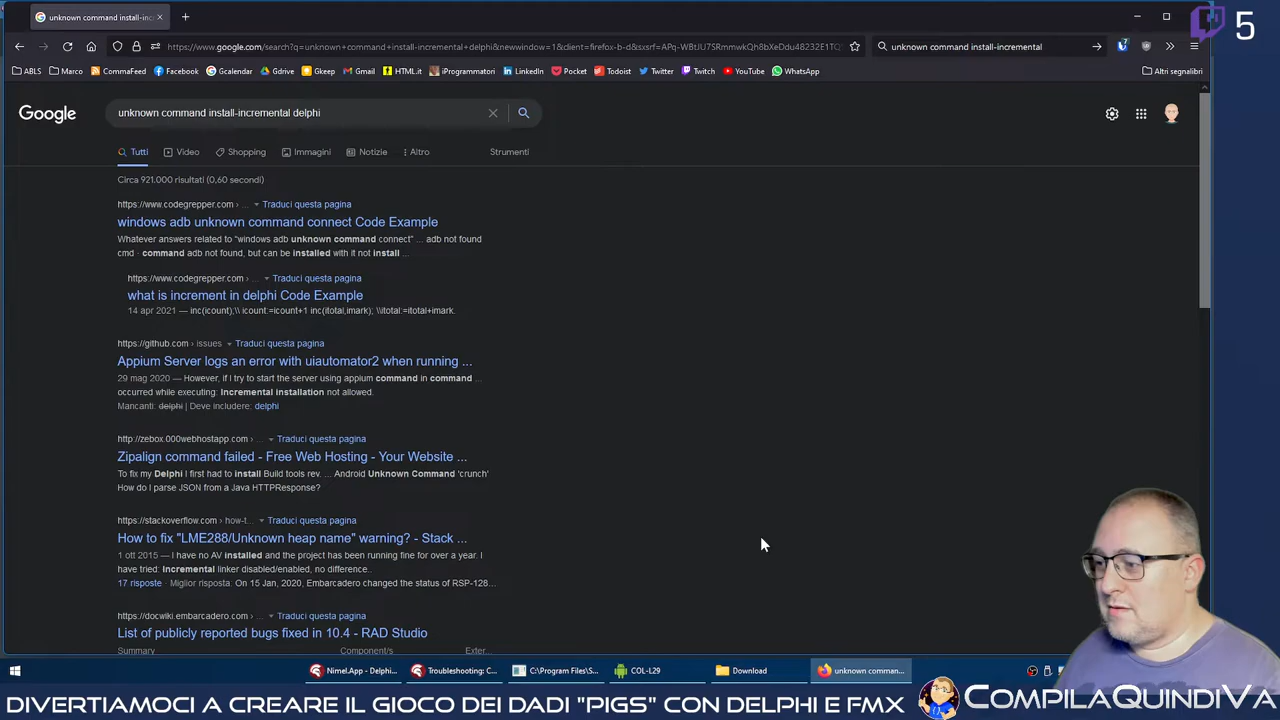 unknown command install-inc
5
https://www.google.com/search?q=unknown+command+install-incremental delphi&newwindow=1&client=firefox-b-d&sxsrf=APq-WBtJU7SRmmwkQh8bXeDdu48232E1TQ
unknown command install-incremental
ABLS Marco CommaFeed Facebook Gcalendar Gdrive Gkeep Gmail HTML.it iProgrammatori LinkedIn Pocket Todoist Twitter Twitch YouTube WhatsApp Altri segnalibri
Google unknown command install-incremental delphi
Tutti Video Shopping Immagini Notizie Altro Strumenti
Circa 921.000 risultati (0,60 secondi)
https://www.codegrepper.com › ... Traduci questa pagina
windows adb unknown command connect Code Example
Whatever answers related to "windows adb unknown command connect" ... adb not found
cmd · command adb not found, but can be installed with it not install ...
https://www.codegrepper.com › ... Traduci questa pagina
what is increment in delphi Code Example
14 apr 2021 — inc(icount);\\ icount:=icount+1 inc(itotal,imark); \\itotal:=itotal+imark.
https://github.com › issues Traduci questa pagina
Appium Server logs an error with uiautomator2 when running ...
29 mag 2020 — However, if I try to start the server using appium command in command ...
occurred while executing: Incremental installation not allowed.
Mancanti: delphi | Deve includere: delphi
http://zebox.000webhostapp.com › ... Traduci questa pagina
Zipalign command failed - Free Web Hosting - Your Website ...
To fix my Delphi I first had to install Build tools rev. ... Android Unknown Command 'crunch'
How do I parse JSON from a Java HTTPResponse?
https://stackoverflow.com › how-t... Traduci questa pagina
How to fix "LME288/Unknown heap name" warning? - Stack ...
1 ott 2015 — I have no AV installed and the project has been running fine for over a year. I
have tried: Incremental linker disabled/enabled, no difference..
17 risposte · Miglior risposta: On 15 Jan, 2020, Embarcadero changed the status of RSP-128...
https://docwiki.embarcadero.com › ... Traduci questa pagina
List of publicly reported bugs fixed in 10.4 - RAD Studio
Summary Component/s Exter...
Nimel.App - Delphi... Troubleshooting: C... C:\Program Files\S... COL-L29 Download unknown comman...
DIVERTIAMOCI A CREARE IL GIOCO DEI DADI "PIGS" CON DELPHI E FMX COMPILAQUINDIVA